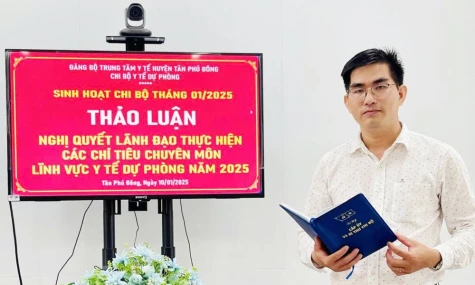 ĐẢNG BỘ TRUNG TÂM Y TẾ HUYỆN TÂN PHÚ ĐÔNG
CHI BỘ Y TẾ DỰ PHÒNG
SINH HOẠT CHI BỘ THÁNG 01/2025
THẢO LUẬN
NGHỊ QUYẾT LÃNH ĐẠO THỰC HIỆN
CÁC CHỈ TIÊU CHUYÊN MÔN
LĨNH VỰC Y TẾ DỰ PHÒNG NĂM 2025
Tân Phú Đông, Ngày 10/01/2025
CẤP ỦY